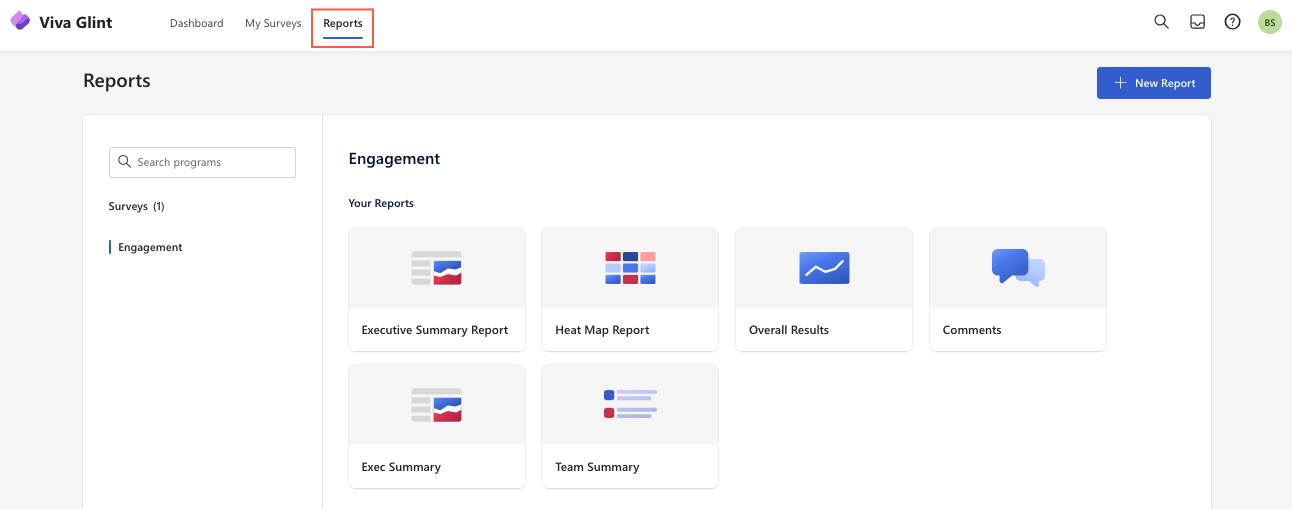 Viva Glint
Dashboard
My Surveys
Reports
?
BS
Reports
New Report
Search programs
Surveys (1)
Engagement
Engagement
Your Reports
Executive Summary Report
Heat Map Report
Overall Results
Comments
Exec Summary
Team Summary